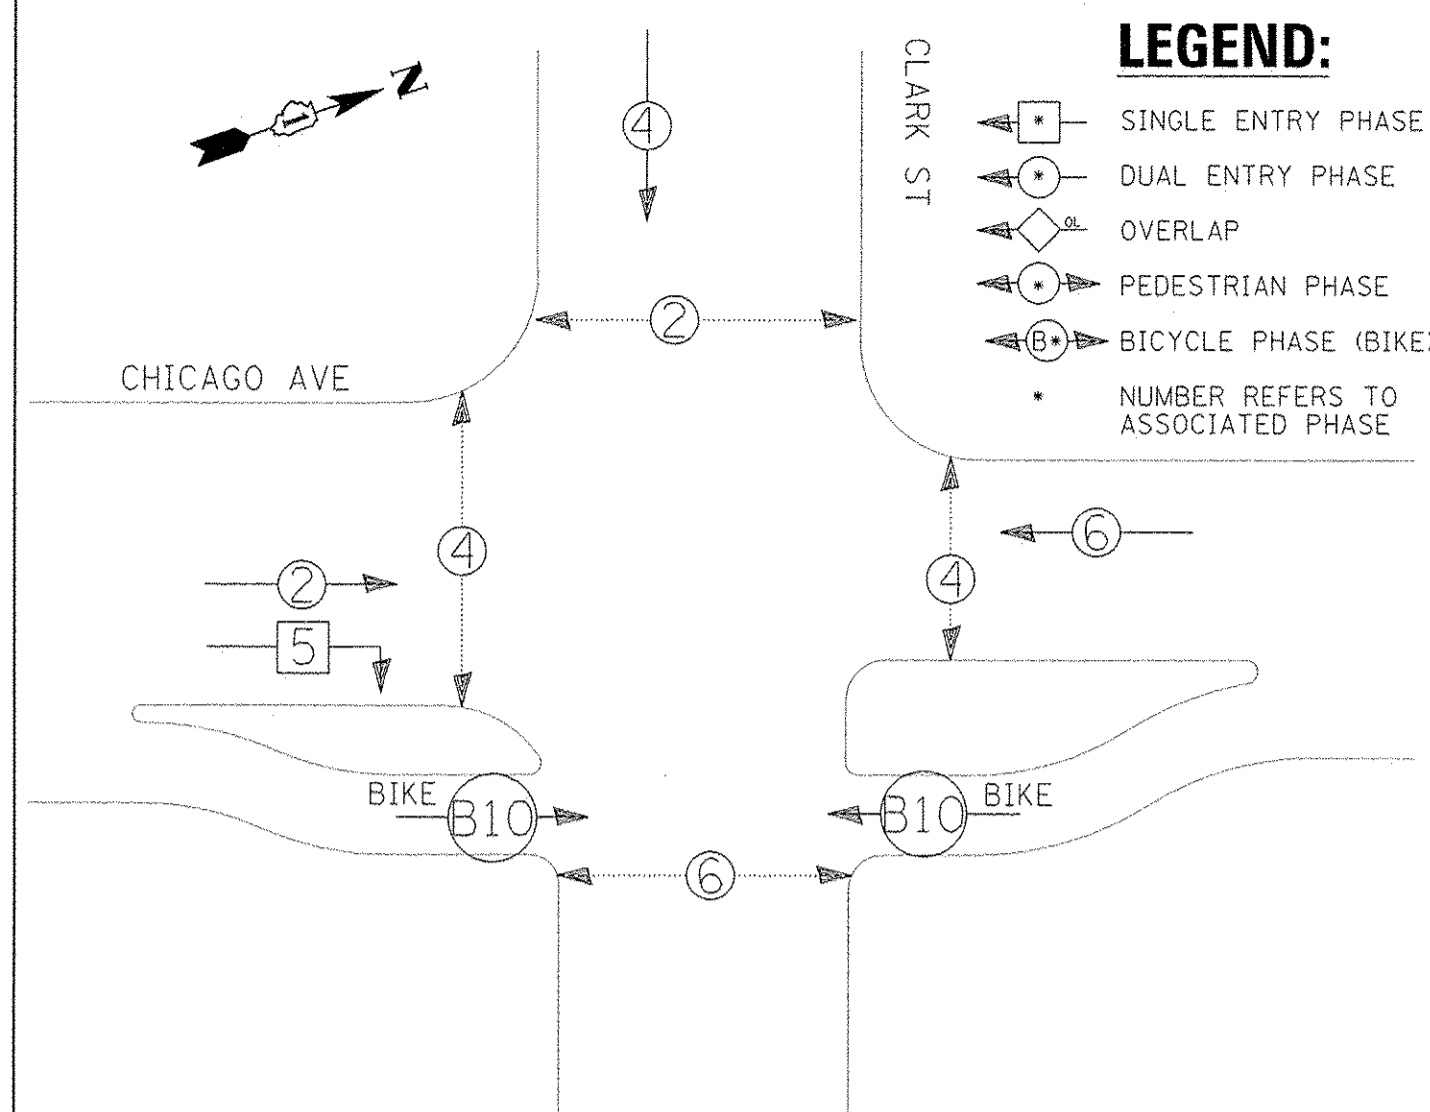 LEGEND:
* SINGLE ENTRY PHASE
* DUAL ENTRY PHASE
OL OVERLAP
* PEDESTRIAN PHASE
B* BICYCLE PHASE (BIKE)
* NUMBER REFERS TO
ASSOCIATED PHASE
N
1
CLARK ST
4
2
CHICAGO AVE
4
6
2
4
5
BIKE
B10
B10
BIKE
6